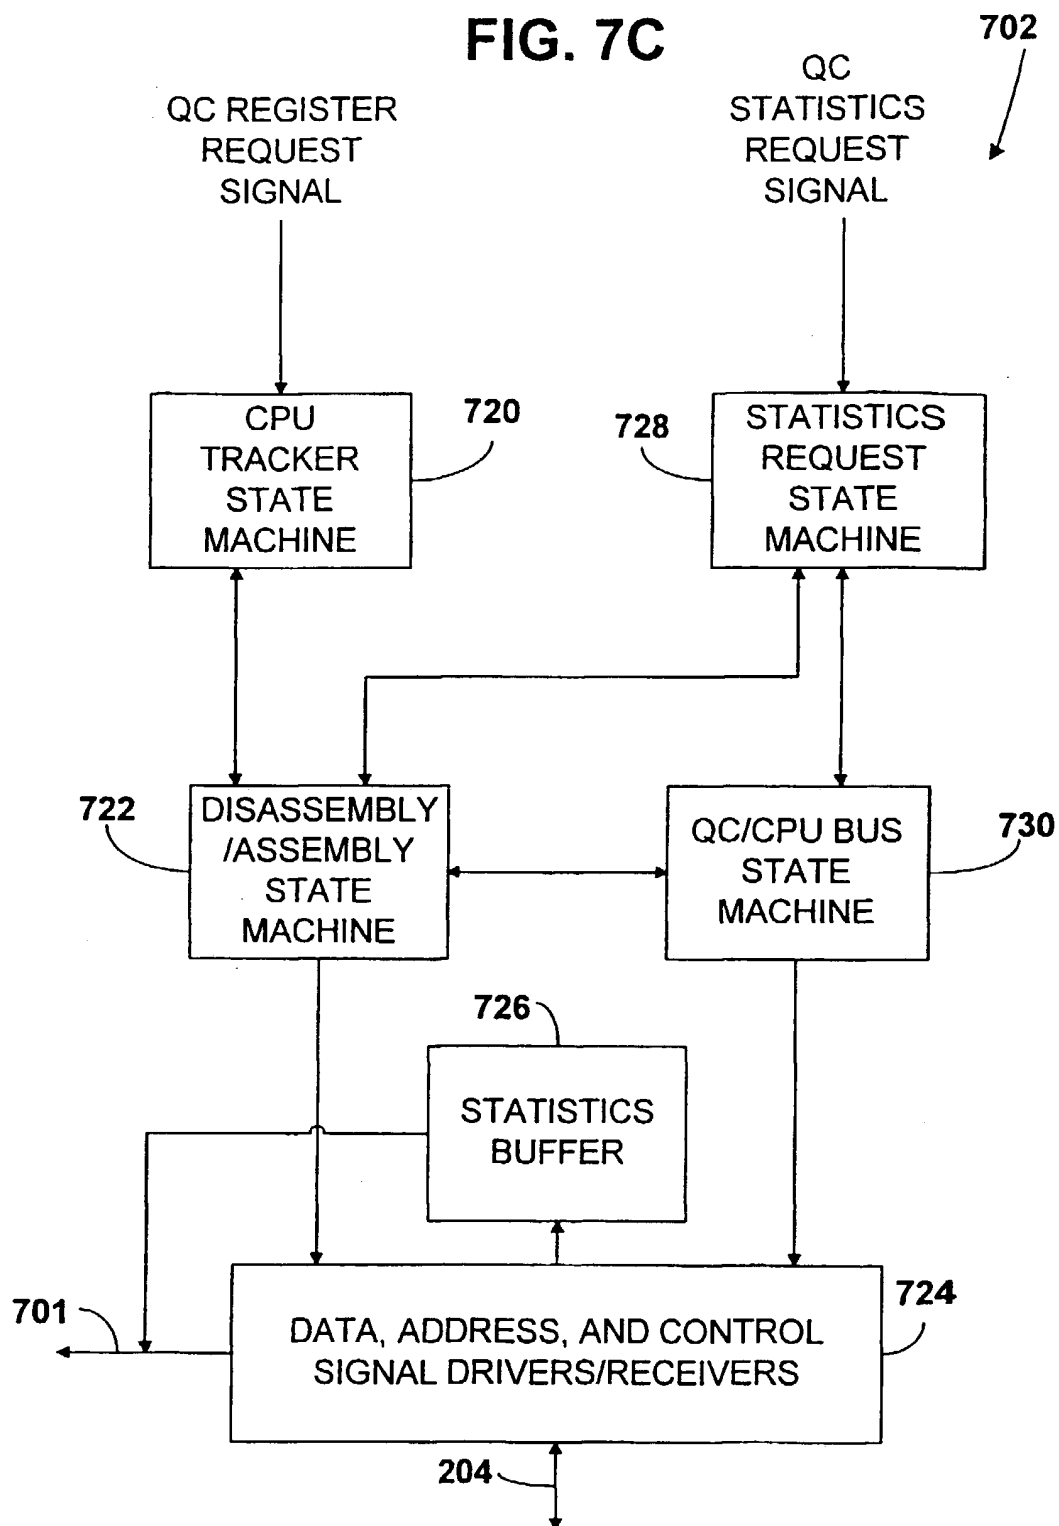 FIG. 7C
702
QC REGISTER
REQUEST
SIGNAL
QC
STATISTICS
REQUEST
SIGNAL
CPU
TRACKER
STATE
MACHINE
720
728
STATISTICS
REQUEST
STATE
MACHINE
722
DISASSEMBLY
/ASSEMBLY
STATE
MACHINE
QC/CPU BUS
STATE
MACHINE
730
726
STATISTICS
BUFFER
701
DATA, ADDRESS, AND CONTROL
SIGNAL DRIVERS/RECEIVERS
724
204